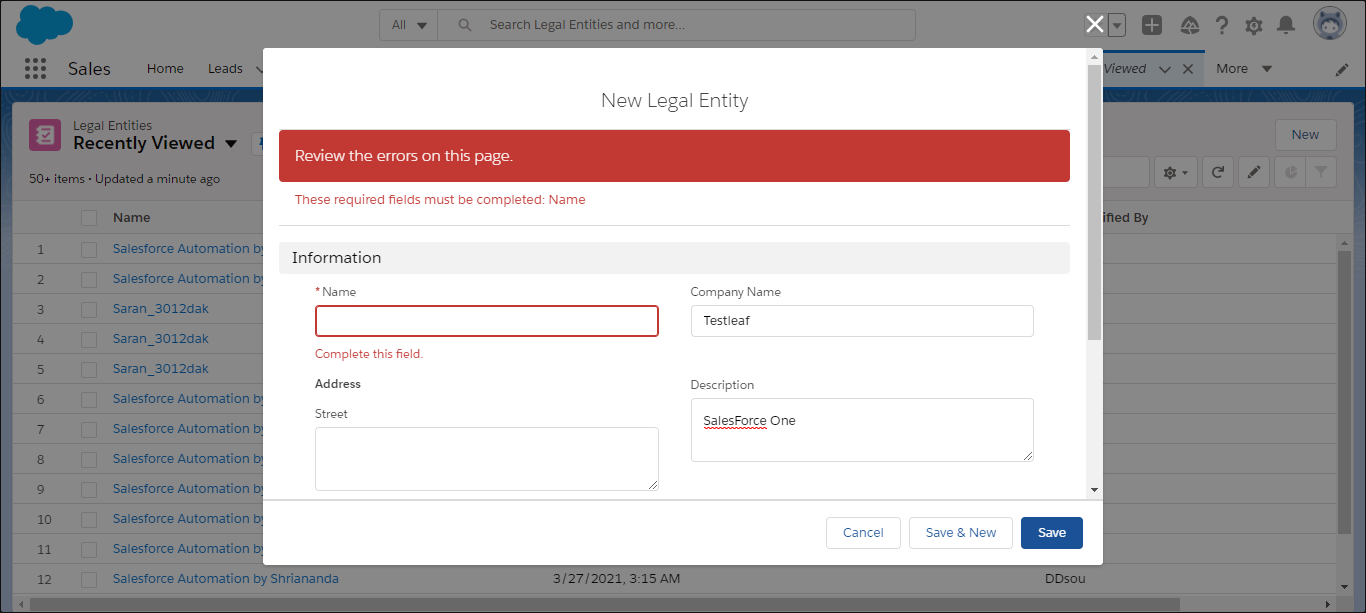 All
Search Legal Entities and more...
Sales
Home
Leads
Viewed
More
New Legal Entity
Legal Entities
Recently Viewed
New
Review the errors on this page.
50+ items • Updated a minute ago
These required fields must be completed: Name
Name
ified By
Information
1 Salesforce Automation by
2 Salesforce Automation by
3 Saran_3012dak
4 Saran_3012dak
5 Saran_3012dak
6 Salesforce Automation by
7 Salesforce Automation by
8 Salesforce Automation by
9 Salesforce Automation by
10 Salesforce Automation by
11 Salesforce Automation by
12 Salesforce Automation by Shriananda 3/27/2021, 3:15 AM DDsou
* Name
Company Name
Testleaf
Complete this field.
Address
Description
Street
SalesForce One
Cancel
Save & New
Save